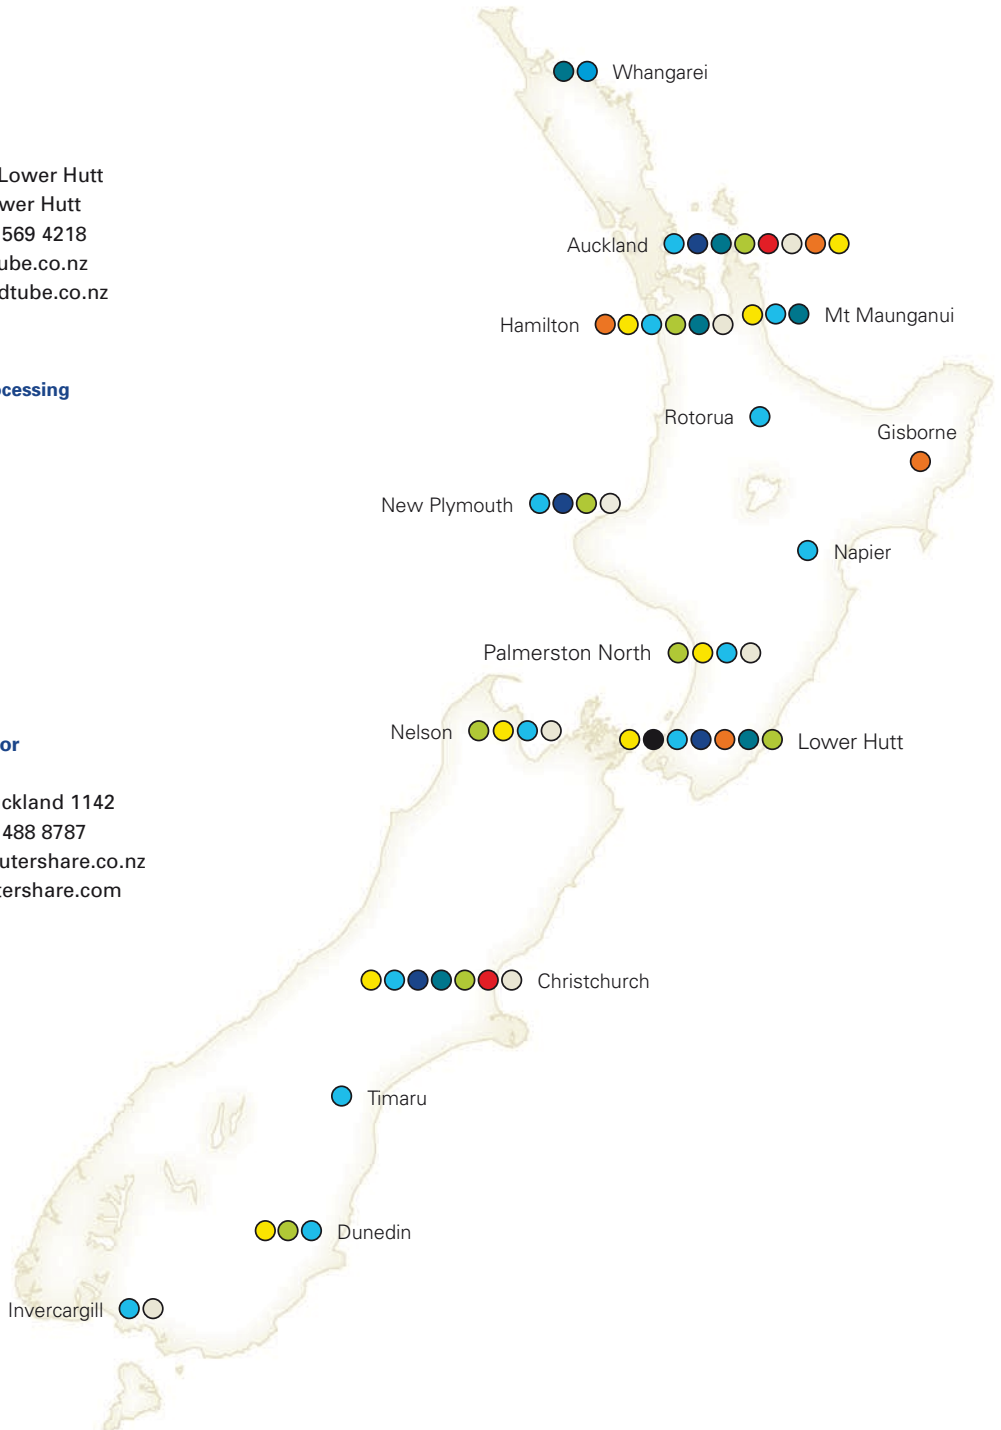 Lower Hutt
wer Hutt
569 4218
ube.co.nz
dtube.co.nz
cessing
or
ckland 1142
488 8787
utershare.co.nz
tershare.com
Whangarei
Auckland
Hamilton
Mt Maunganui
Rotorua
Gisborne
New Plymouth
Napier
Palmerston North
Nelson
Lower Hutt
Christchurch
Timaru
Dunedin
Invercargill